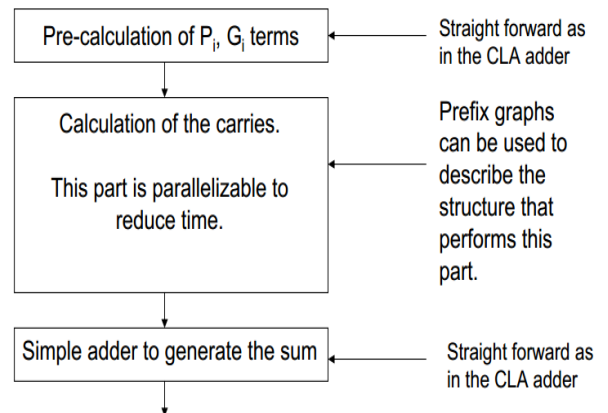 Pre-calculation of Pi, Gi terms
Straight forward as
in the CLA adder
Calculation of the carries.
This part is parallelizable to
reduce time.
Prefix graphs
can be used to
describe the
structure that
performs this
part.
Simple adder to generate the sum
Straight forward as
in the CLA adder